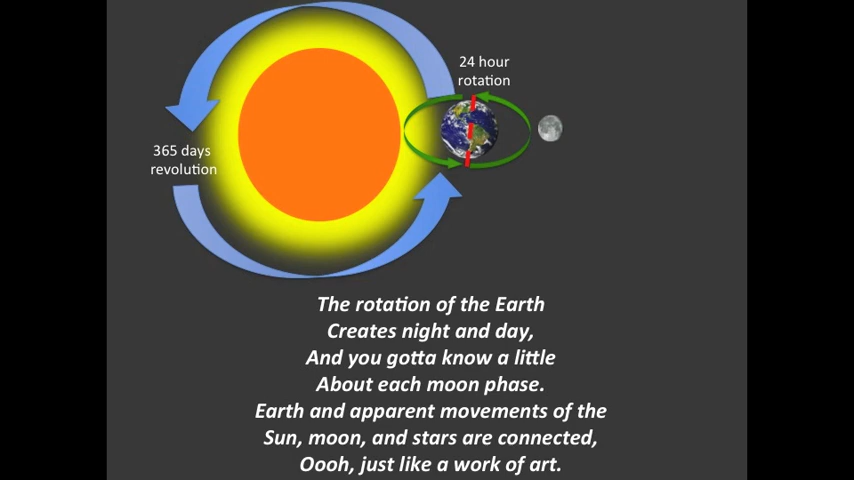 24 hour
rotation
365 days
revolution
The rotation of the Earth
Creates night and day,
And you gotta know a little
About each moon phase.
Earth and apparent movements of the
Sun, moon, and stars are connected,
Oooh, just like a work of art.